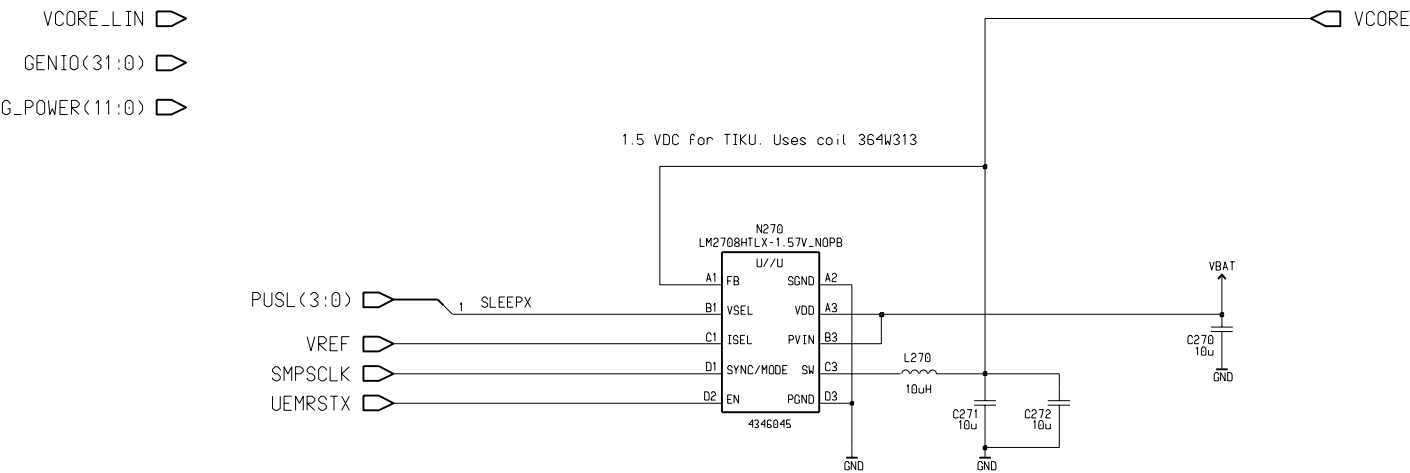 VCORE_LIN
VCORE
GENIO(31:0)
G_POWER(11:0)
1.5 VDC for TIKU. Uses coil 364W313
N270
LM2708HTLX-1.57V_NOPB
U//U
A1 FB SGND A2
PUSL(3:0) 1 SLEEPX B1 VSEL VDD A3
VBAT
VREF C1 ISEL PVIN B3
C270
10u
GND
SMPSCLK D1 SYNC/MODE SW C3
L270
10uH
UEMRSTX D2 EN PGND D3
4346045
C271
10u
C272
10u
GND
GND